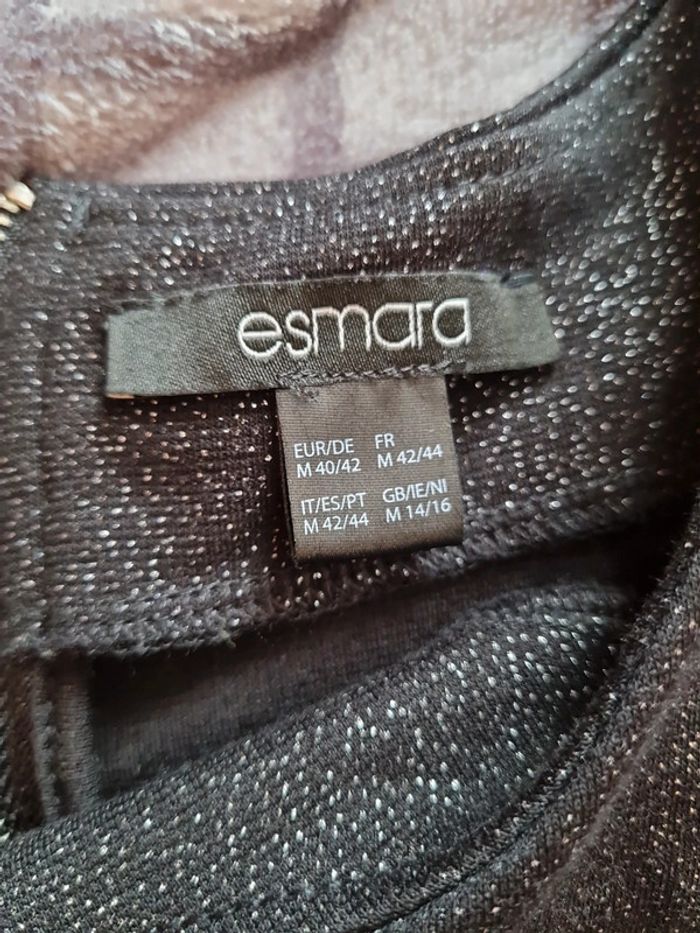 esmara
EUR/DE FR
M 40/42 M 42/44
IT/ES/PT GB/IE/NI
M 42/44 M 14/16